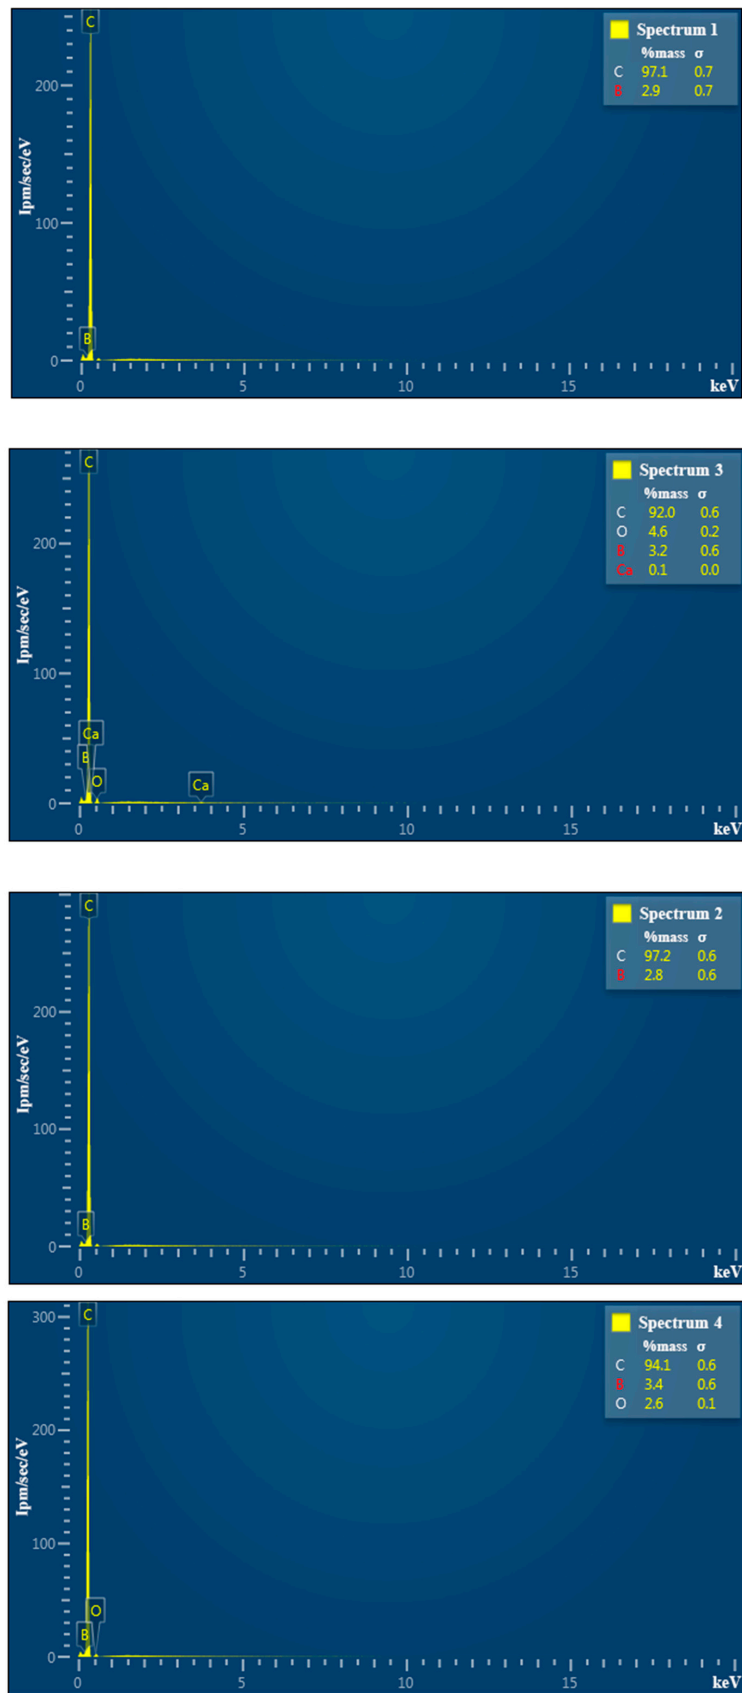 Spectrum 1
%mass σ
C 97.1 0.7
B 2.9 0.7
C
B
Ipm/sec/eV
200
100
0
0 5 10 15 keV
Spectrum 3
%mass σ
C 92.0 0.6
O 4.6 0.2
B 3.2 0.6
Ca 0.1 0.0
C
Ca
B
O
Ca
Ipm/sec/eV
200
100
0
0 5 10 15 keV
Spectrum 2
%mass σ
C 97.2 0.6
B 2.8 0.6
C
B
Ipm/sec/eV
200
100
0
0 5 10 15 keV
Spectrum 4
%mass σ
C 94.1 0.6
B 3.4 0.6
O 2.6 0.1
C
O
B
Ipm/sec/eV
300
200
100
0
0 5 10 15 keV